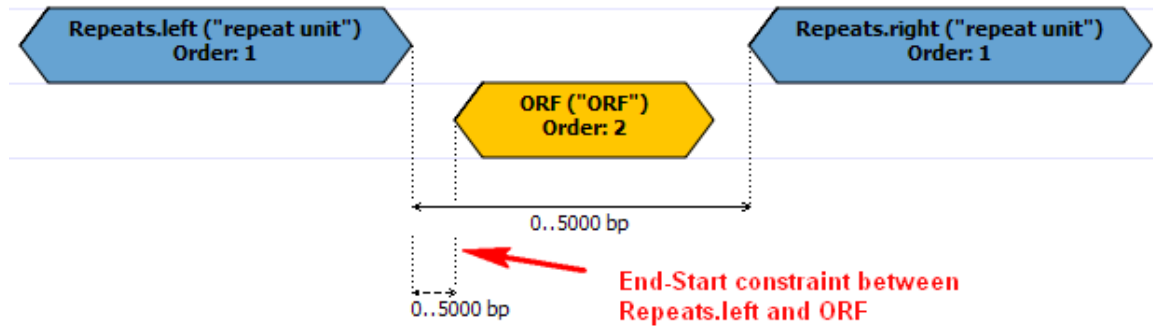 Repeats.left ("repeat unit")
Order: 1
Repeats.right ("repeat unit")
Order: 1
ORF ("ORF")
Order: 2
0..5000 bp
0..5000 bp
End-Start constraint between
Repeats.left and ORF